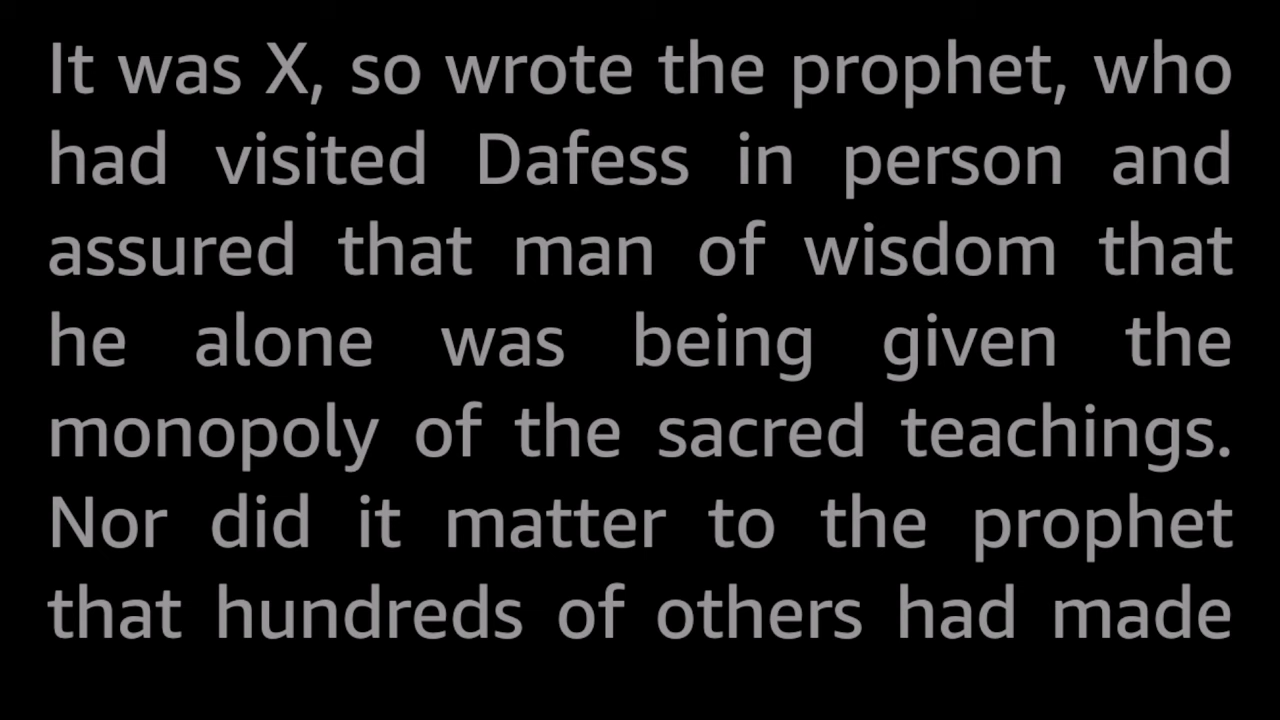 It was X, so wrote the prophet, who
had visited Dafess in person and
assured that man of wisdom that
he alone was being given the
monopoly of the sacred teachings.
Nor did it matter to the prophet
that hundreds of others had made